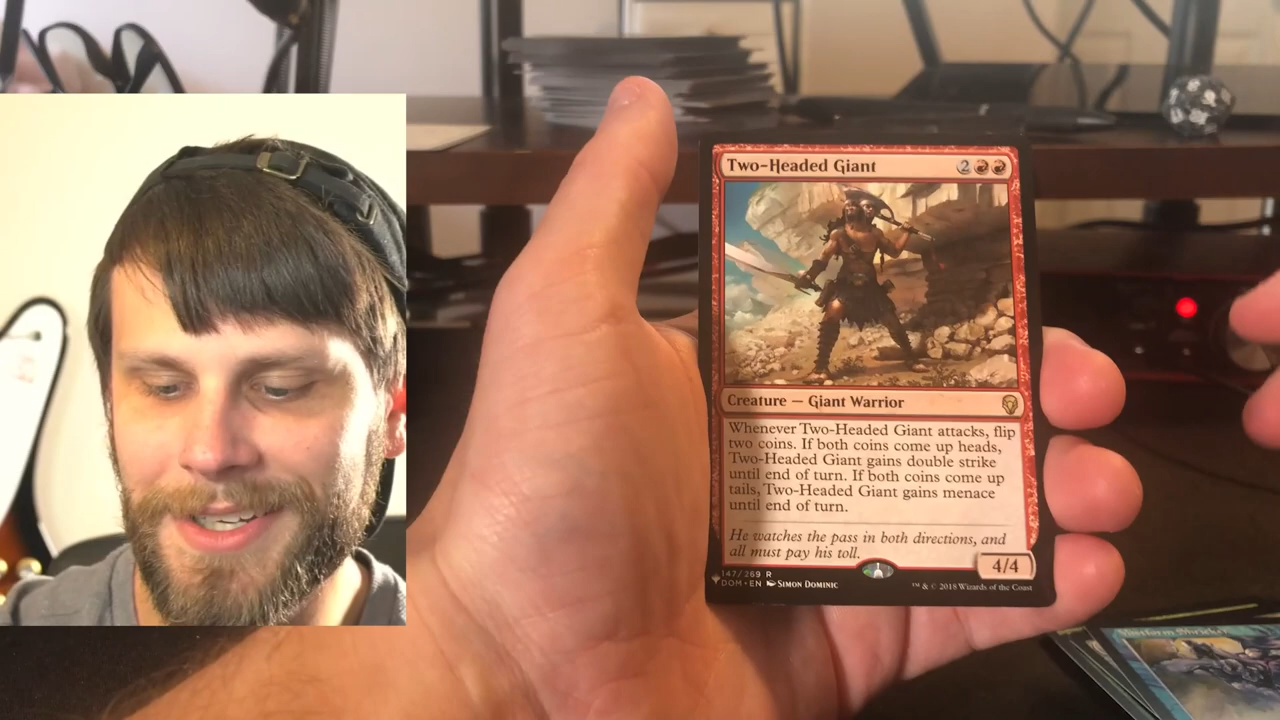 Two-Headed Giant
2
Creature — Giant Warrior
Whenever Two-Headed Giant attacks, flip
two coins. If both coins come up heads,
Two-Headed Giant gains double strike
until end of turn. If both coins come up
tails, Two-Headed Giant gains menace
until end of turn.
He watches the pass in both directions, and
all must pay his toll.
4/4
147/269 R
DOM • EN Simon Dominic
™ & © 2018 Wizards of the Coast